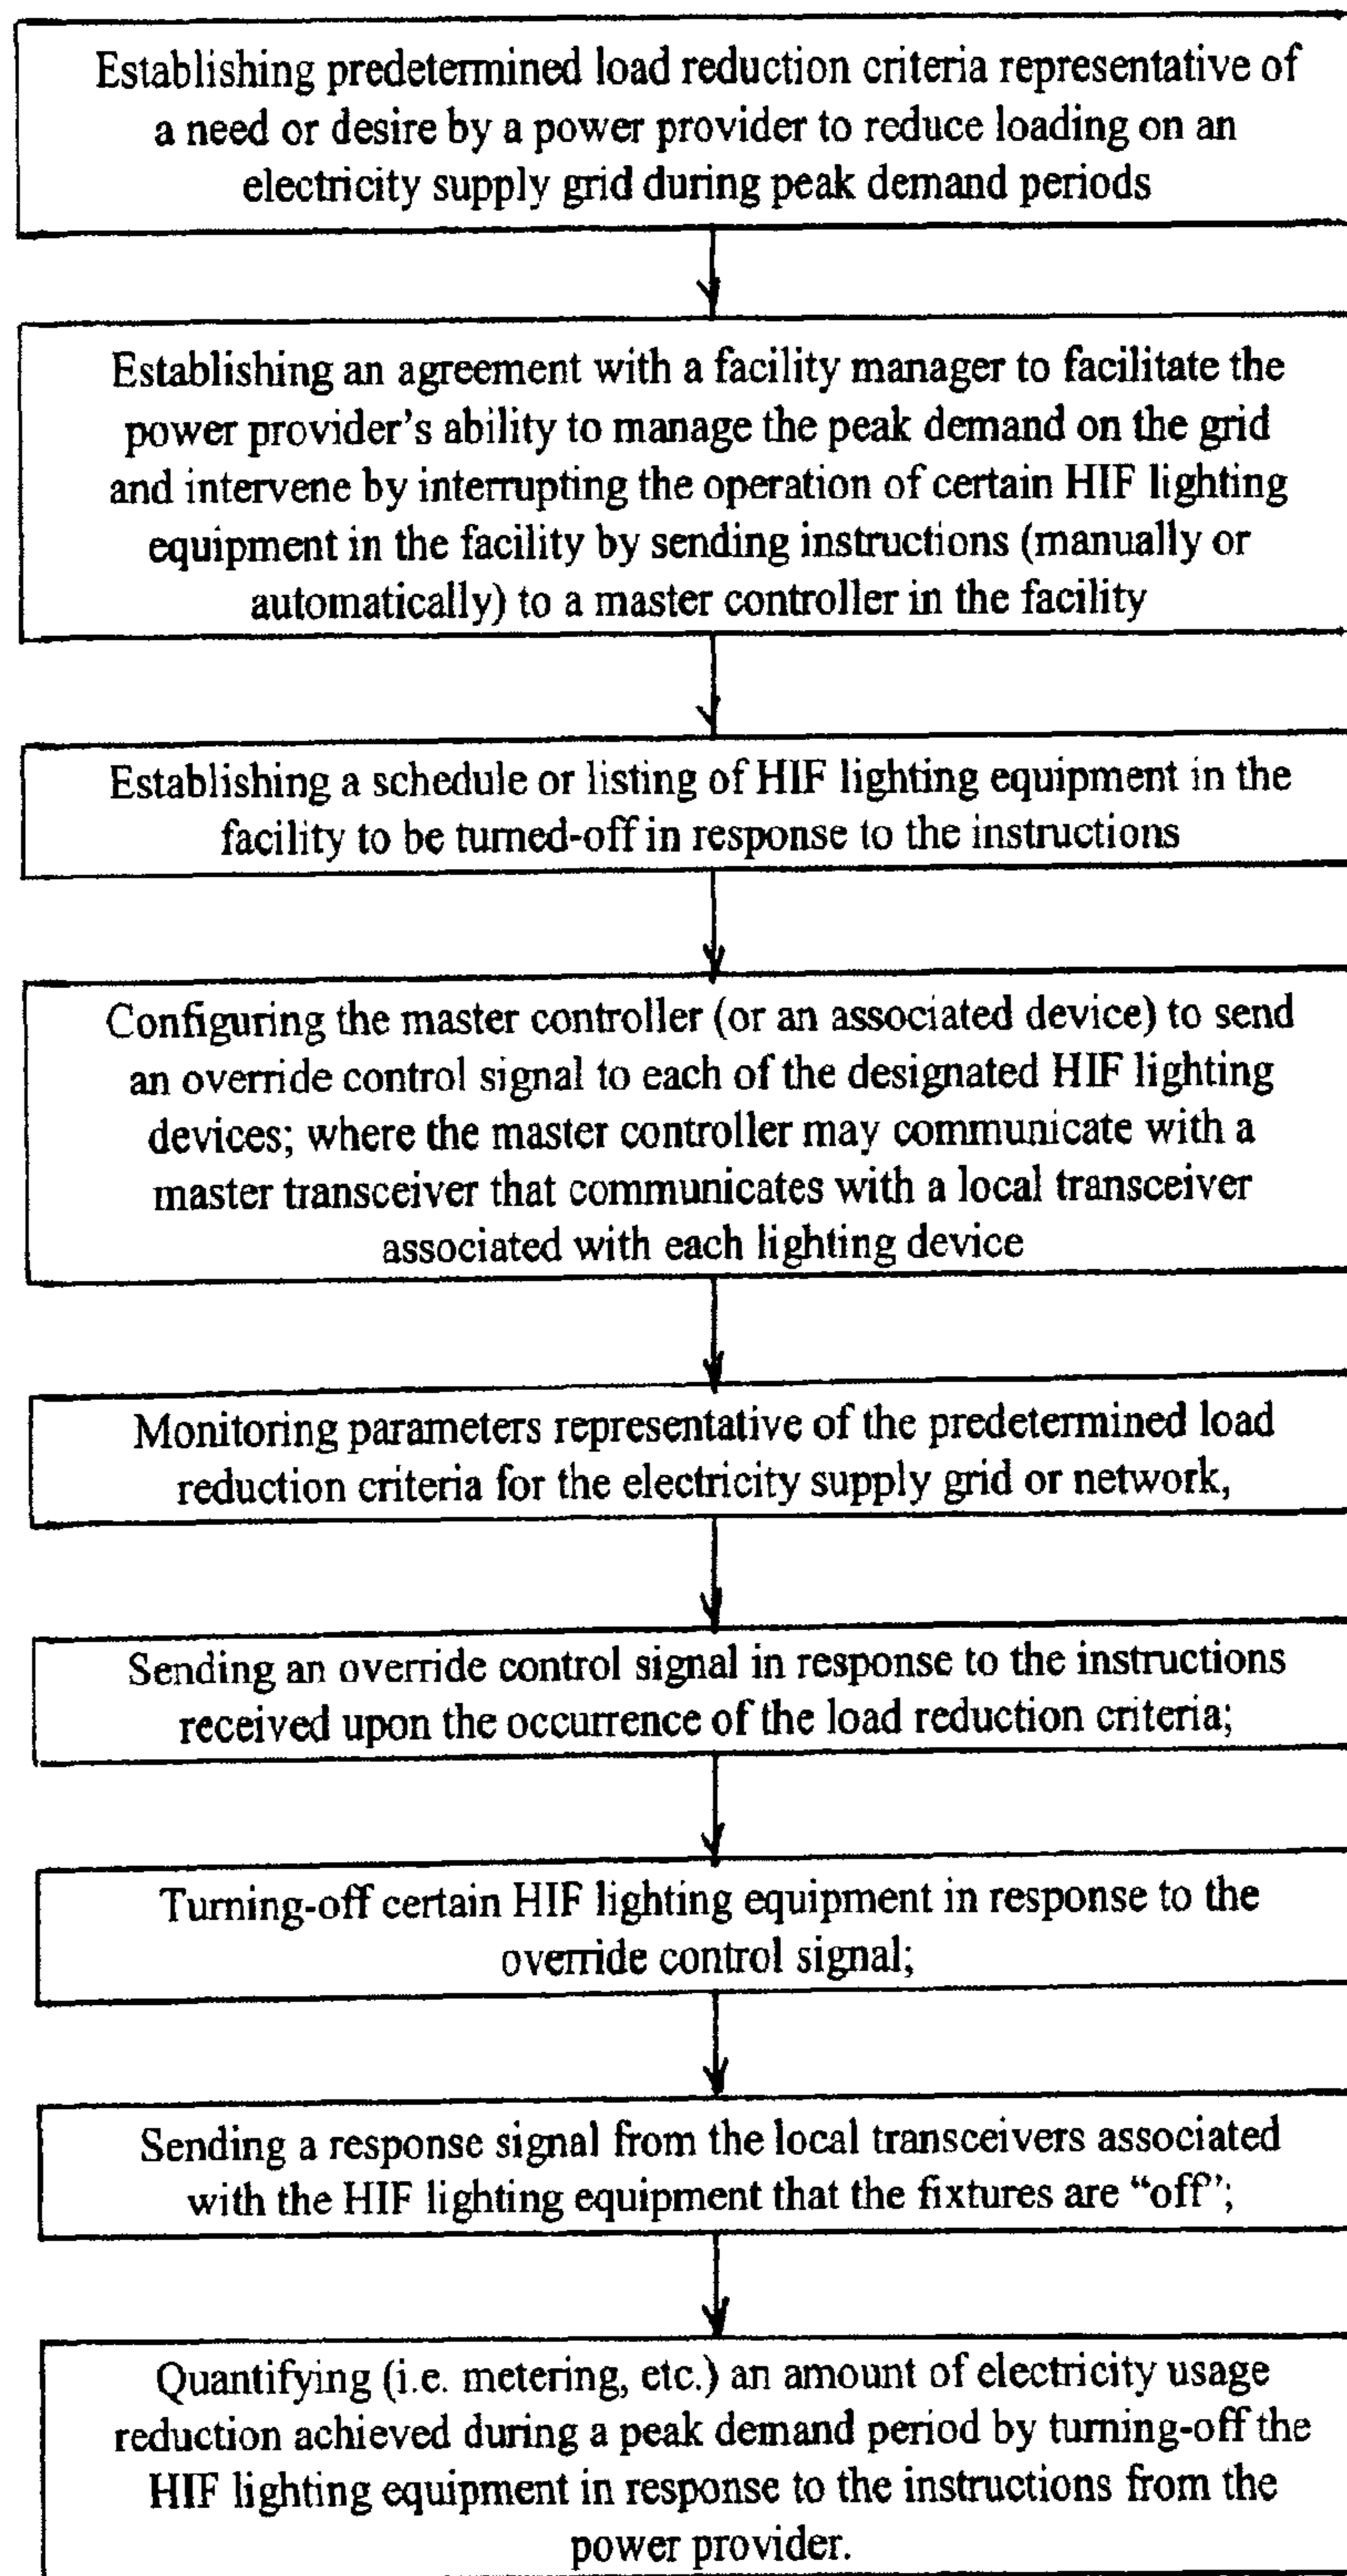 Establishing predetermined load reduction criteria representative of
a need or desire by a power provider to reduce loading on an
electricity supply grid during peak demand periods
Establishing an agreement with a facility manager to facilitate the
power provider's ability to manage the peak demand on the grid
and intervene by interrupting the operation of certain HIF lighting
equipment in the facility by sending instructions (manually or
automatically) to a master controller in the facility
Establishing a schedule or listing of HIF lighting equipment in the
facility to be turned-off in response to the instructions
Configuring the master controller (or an associated device) to send
an override control signal to each of the designated HIF lighting
devices; where the master controller may communicate with a
master transceiver that communicates with a local transceiver
associated with each lighting device
Monitoring parameters representative of the predetermined load
reduction criteria for the electricity supply grid or network,
Sending an override control signal in response to the instructions
received upon the occurrence of the load reduction criteria;
Turning-off certain HIF lighting equipment in response to the
override control signal;
Sending a response signal from the local transceivers associated
with the HIF lighting equipment that the fixtures are “off”;
Quantifying (i.e. metering, etc.) an amount of electricity usage
reduction achieved during a peak demand period by turning-off the
HIF lighting equipment in response to the instructions from the
power provider.